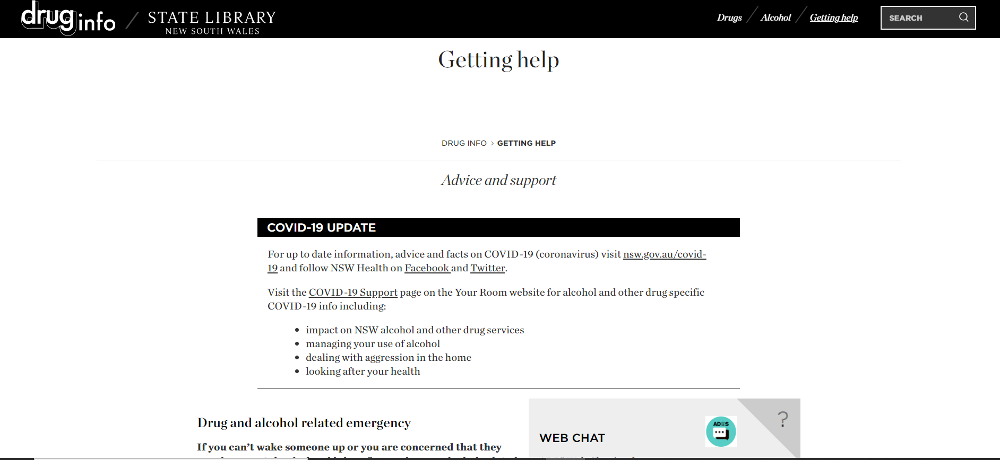 drug info
STATE LIBRARY
NEW SOUTH WALES
Drugs
Alcohol
Getting help
SEARCH
Getting help
DRUG INFO > GETTING HELP
Advice and support
COVID-19 UPDATE
For up to date information, advice and facts on COVID-19 (coronavirus) visit nsw.gov.au/covid-
19 and follow NSW Health on Facebook and Twitter.
Visit the COVID-19 Support page on the Your Room website for alcohol and other drug specific
COVID-19 info including:
• impact on NSW alcohol and other drug services
• managing your use of alcohol
• dealing with aggression in the home
• looking after your health
Drug and alcohol related emergency
If you can't wake someone up or you are concerned that they
?
ADIS
WEB CHAT